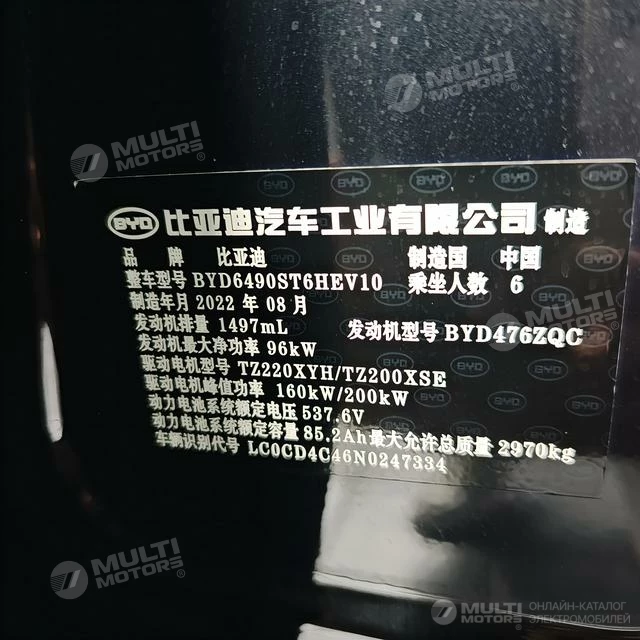 MULTI MOTORS®
MULTI MOTORS®
BYD 比亚迪汽车工业有限公司 制造
品 牌 比亚迪 制造国 中国
整车型号 BYD6490ST6HEV10 乘坐人数 6
制造年月 2022 年 08 月
发动机排量 1497mL 发动机型号 BYD476ZQC
发动机最大净功率 96kW
驱动电机型号 TZ220XYH/TZ200XSE
驱动电机峰值功率 160kW/200kW
动力电池系统额定电压 537.6V
动力电池系统额定容量 85.2Ah 最大允许总质量 2970kg
车辆识别代号 LC0CD4C46N0247334
MULTI MOTORS®
MULTI MOTORS®
MULTI MOTORS ОНЛАЙН-КАТАЛОГ ЭЛЕКТРОМОБИЛЕЙ